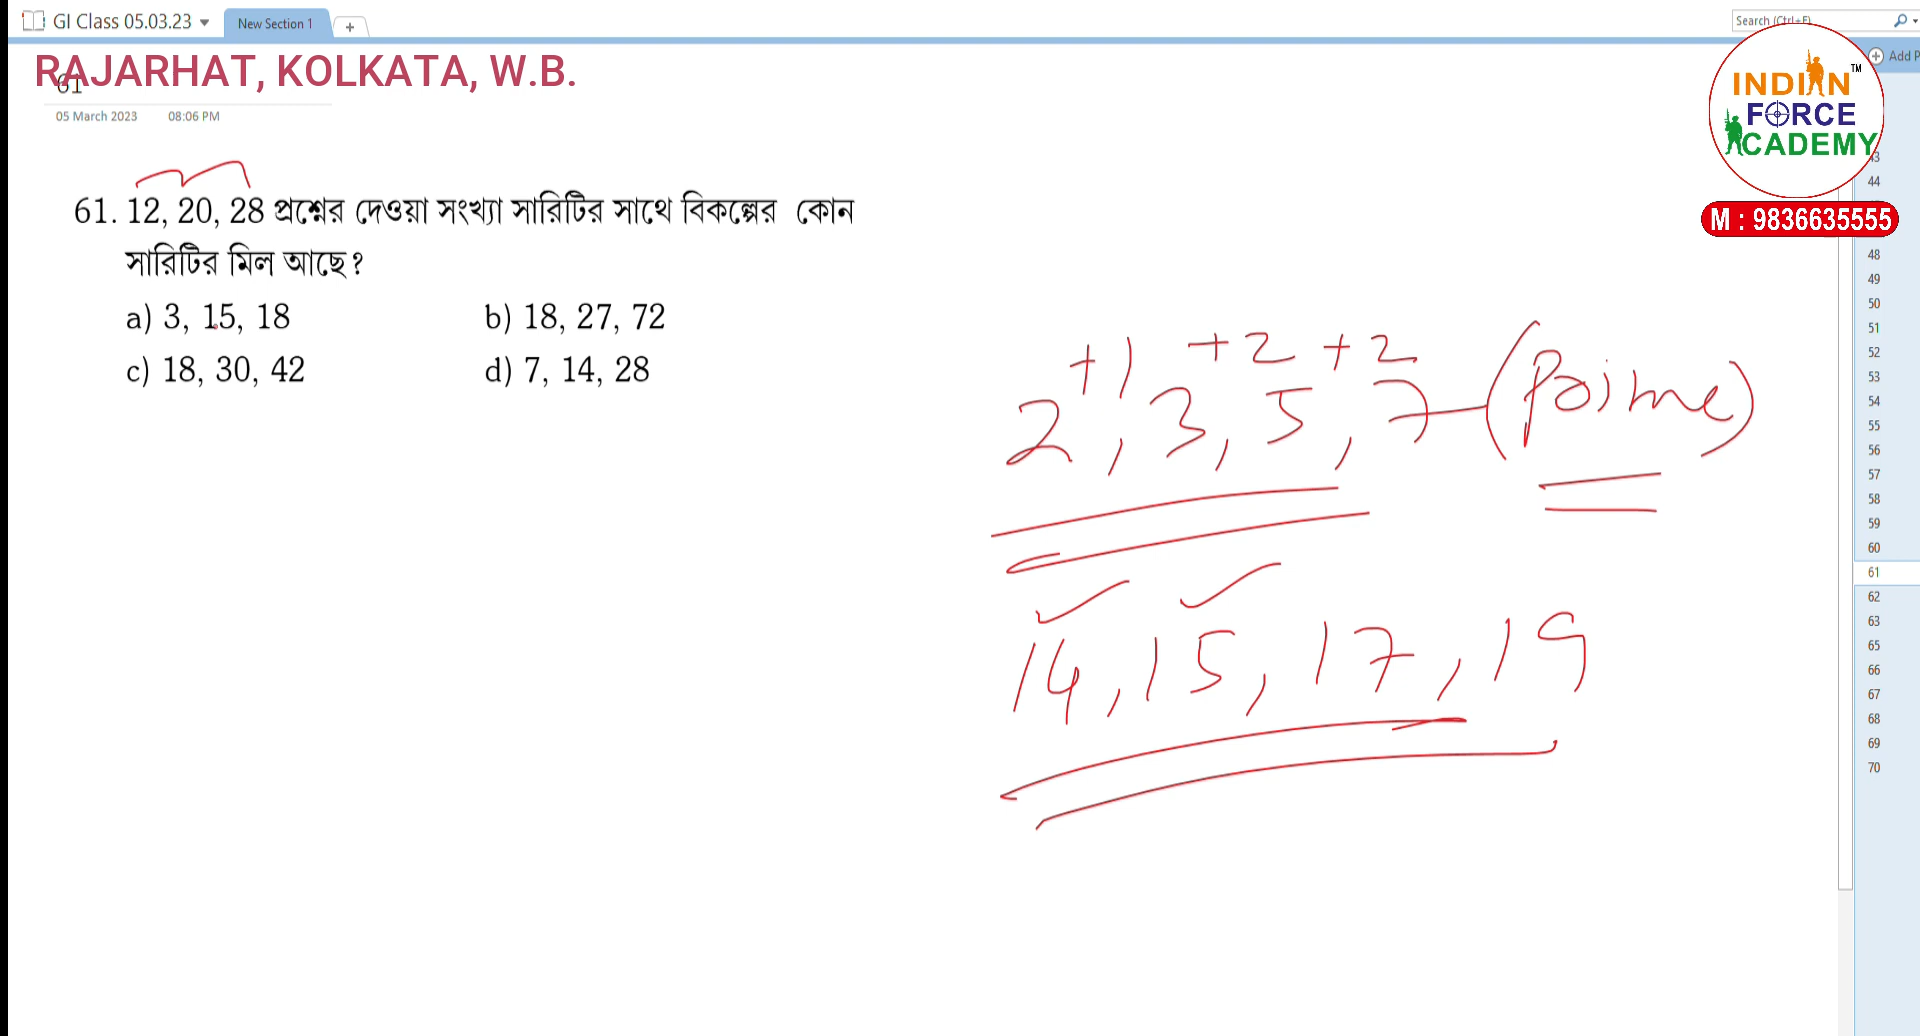 GI Class 05.03.23
New Section 1
+
Search (Ctrl+E)
Add P
RAJARHAT, KOLKATA, W.B.
61
05 March 2023 08:06 PM
INDIAN TM
FORCE
ACADEMY
M : 9836635555
61. 12, 20, 28 প্রশ্নের দেওয়া সংখ্যা সারিটির সাথে বিকল্পের কোন
সারিটির মিল আছে?
a) 3, 15, 18 b) 18, 27, 72
c) 18, 30, 42 d) 7, 14, 28
+1 +2 +2
2, 3, 5, 7 (Prime)
14, 15, 17, 19
43
44
48
49
50
51
52
53
54
55
56
57
58
59
60
61
62
63
65
66
67
68
69
70